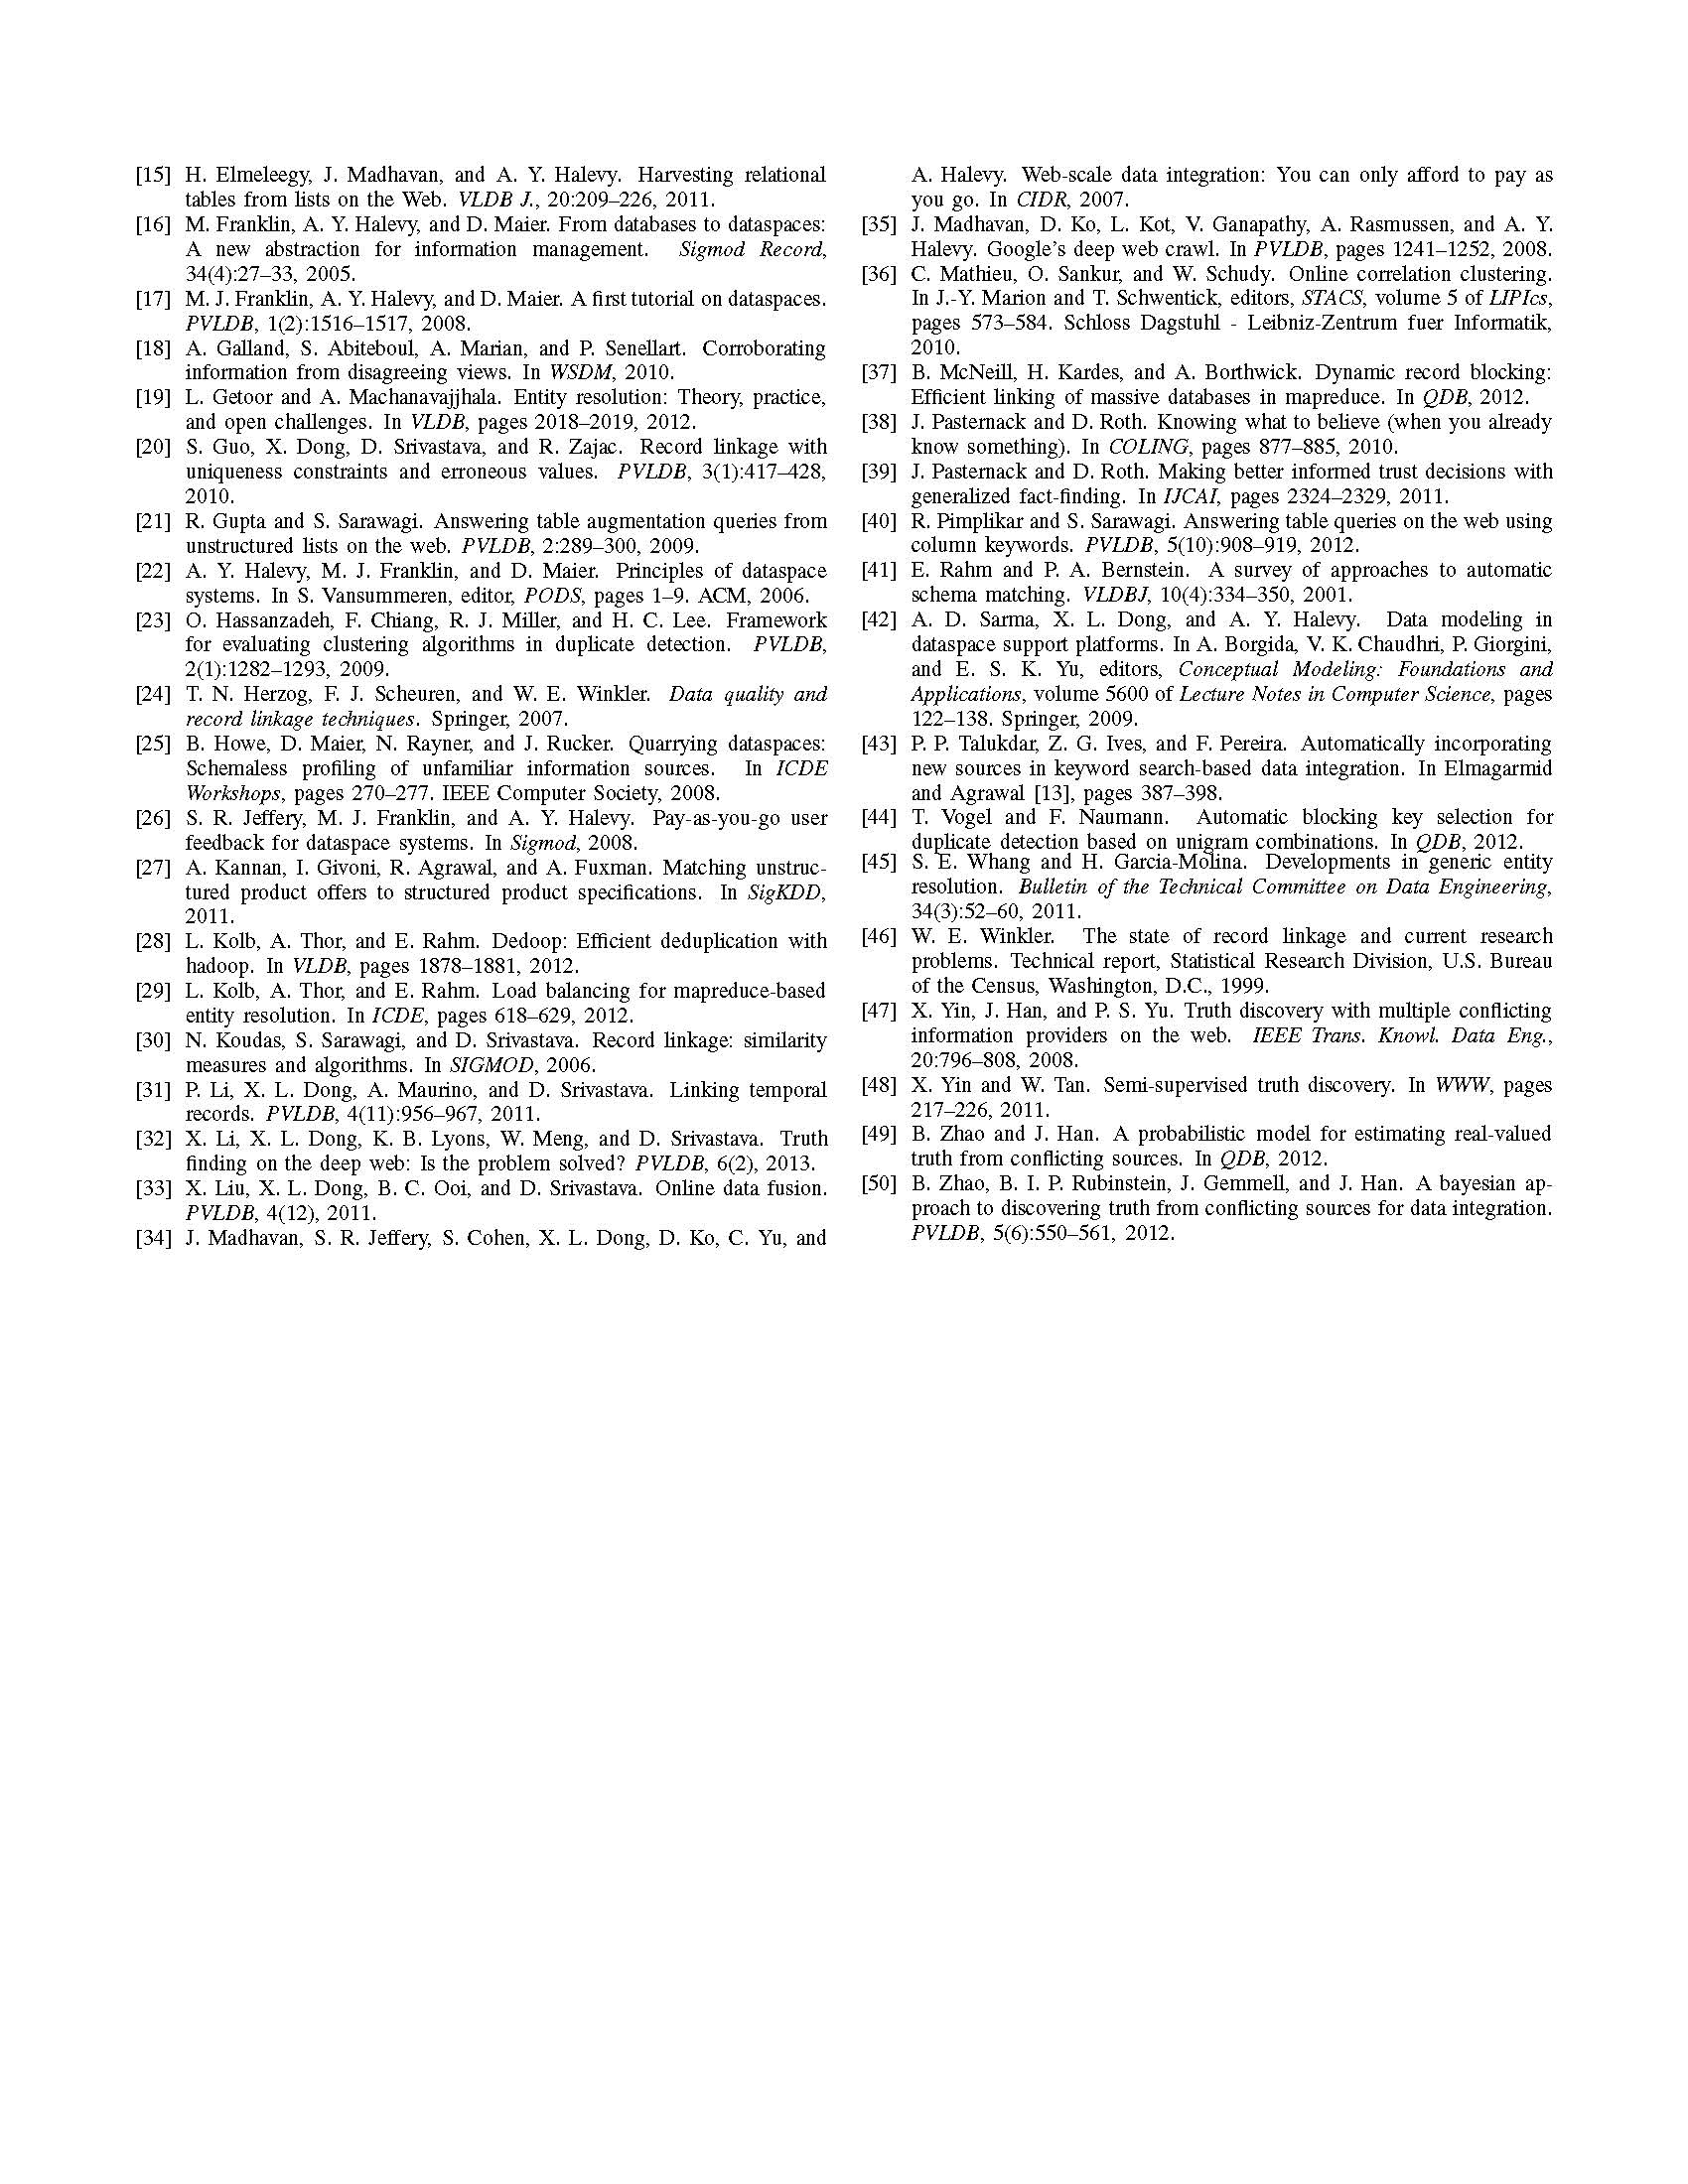 [15] H. Elmeleegy, J. Madhavan, and A. Y. Halevy. Harvesting relational
tables from lists on the Web. VLDB J., 20:209–226, 2011.
[16] M. Franklin, A. Y. Halevy, and D. Maier. From databases to dataspaces:
A new abstraction for information management. Sigmod Record,
34(4):27–33, 2005.
[17] M. J. Franklin, A. Y. Halevy, and D. Maier. A first tutorial on dataspaces.
PVLDB, 1(2):1516–1517, 2008.
[18] A. Galland, S. Abiteboul, A. Marian, and P. Senellart. Corroborating
information from disagreeing views. In WSDM, 2010.
[19] L. Getoor and A. Machanavajjhala. Entity resolution: Theory, practice,
and open challenges. In VLDB, pages 2018–2019, 2012.
[20] S. Guo, X. Dong, D. Srivastava, and R. Zajac. Record linkage with
uniqueness constraints and erroneous values. PVLDB, 3(1):417–428,
2010.
[21] R. Gupta and S. Sarawagi. Answering table augmentation queries from
unstructured lists on the web. PVLDB, 2:289–300, 2009.
[22] A. Y. Halevy, M. J. Franklin, and D. Maier. Principles of dataspace
systems. In S. Vansummeren, editor, PODS, pages 1–9. ACM, 2006.
[23] O. Hassanzadeh, F. Chiang, R. J. Miller, and H. C. Lee. Framework
for evaluating clustering algorithms in duplicate detection. PVLDB,
2(1):1282–1293, 2009.
[24] T. N. Herzog, F. J. Scheuren, and W. E. Winkler. Data quality and
record linkage techniques. Springer, 2007.
[25] B. Howe, D. Maier, N. Rayner, and J. Rucker. Quarrying dataspaces:
Schemaless profiling of unfamiliar information sources. In ICDE
Workshops, pages 270–277. IEEE Computer Society, 2008.
[26] S. R. Jeffery, M. J. Franklin, and A. Y. Halevy. Pay-as-you-go user
feedback for dataspace systems. In Sigmod, 2008.
[27] A. Kannan, I. Givoni, R. Agrawal, and A. Fuxman. Matching unstruc-
tured product offers to structured product specifications. In SigKDD,
2011.
[28] L. Kolb, A. Thor, and E. Rahm. Dedoop: Efficient deduplication with
hadoop. In VLDB, pages 1878–1881, 2012.
[29] L. Kolb, A. Thor, and E. Rahm. Load balancing for mapreduce-based
entity resolution. In ICDE, pages 618–629, 2012.
[30] N. Koudas, S. Sarawagi, and D. Srivastava. Record linkage: similarity
measures and algorithms. In SIGMOD, 2006.
[31] P. Li, X. L. Dong, A. Maurino, and D. Srivastava. Linking temporal
records. PVLDB, 4(11):956–967, 2011.
[32] X. Li, X. L. Dong, K. B. Lyons, W. Meng, and D. Srivastava. Truth
finding on the deep web: Is the problem solved? PVLDB, 6(2), 2013.
[33] X. Liu, X. L. Dong, B. C. Ooi, and D. Srivastava. Online data fusion.
PVLDB, 4(12), 2011.
[34] J. Madhavan, S. R. Jeffery, S. Cohen, X. L. Dong, D. Ko, C. Yu, and
A. Halevy. Web-scale data integration: You can only afford to pay as
you go. In CIDR, 2007.
[35] J. Madhavan, D. Ko, L. Kot, V. Ganapathy, A. Rasmussen, and A. Y.
Halevy. Google's deep web crawl. In PVLDB, pages 1241–1252, 2008.
[36] C. Mathieu, O. Sankur, and W. Schudy. Online correlation clustering.
In J.-Y. Marion and T. Schwentick, editors, STACS, volume 5 of LIPIcs,
pages 573–584. Schloss Dagstuhl - Leibniz-Zentrum fuer Informatik,
2010.
[37] B. McNeill, H. Kardes, and A. Borthwick. Dynamic record blocking:
Efficient linking of massive databases in mapreduce. In QDB, 2012.
[38] J. Pasternack and D. Roth. Knowing what to believe (when you already
know something). In COLING, pages 877–885, 2010.
[39] J. Pasternack and D. Roth. Making better informed trust decisions with
generalized fact-finding. In IJCAI, pages 2324–2329, 2011.
[40] R. Pimplikar and S. Sarawagi. Answering table queries on the web using
column keywords. PVLDB, 5(10):908–919, 2012.
[41] E. Rahm and P. A. Bernstein. A survey of approaches to automatic
schema matching. VLDBJ, 10(4):334–350, 2001.
[42] A. D. Sarma, X. L. Dong, and A. Y. Halevy. Data modeling in
dataspace support platforms. In A. Borgida, V. K. Chaudhri, P. Giorgini,
and E. S. K. Yu, editors, Conceptual Modeling: Foundations and
Applications, volume 5600 of Lecture Notes in Computer Science, pages
122–138. Springer, 2009.
[43] P. P. Talukdar, Z. G. Ives, and F. Pereira. Automatically incorporating
new sources in keyword search-based data integration. In Elmagarmid
and Agrawal [13], pages 387–398.
[44] T. Vogel and F. Naumann. Automatic blocking key selection for
duplicate detection based on unigram combinations. In QDB, 2012.
[45] S. E. Whang and H. Garcia-Molina. Developments in generic entity
resolution. Bulletin of the Technical Committee on Data Engineering,
34(3):52–60, 2011.
[46] W. E. Winkler. The state of record linkage and current research
problems. Technical report, Statistical Research Division, U.S. Bureau
of the Census, Washington, D.C., 1999.
[47] X. Yin, J. Han, and P. S. Yu. Truth discovery with multiple conflicting
information providers on the web. IEEE Trans. Knowl. Data Eng.,
20:796–808, 2008.
[48] X. Yin and W. Tan. Semi-supervised truth discovery. In WWW, pages
217–226, 2011.
[49] B. Zhao and J. Han. A probabilistic model for estimating real-valued
truth from conflicting sources. In QDB, 2012.
[50] B. Zhao, B. I. P. Rubinstein, J. Gemmell, and J. Han. A bayesian ap-
proach to discovering truth from conflicting sources for data integration.
PVLDB, 5(6):550–561, 2012.